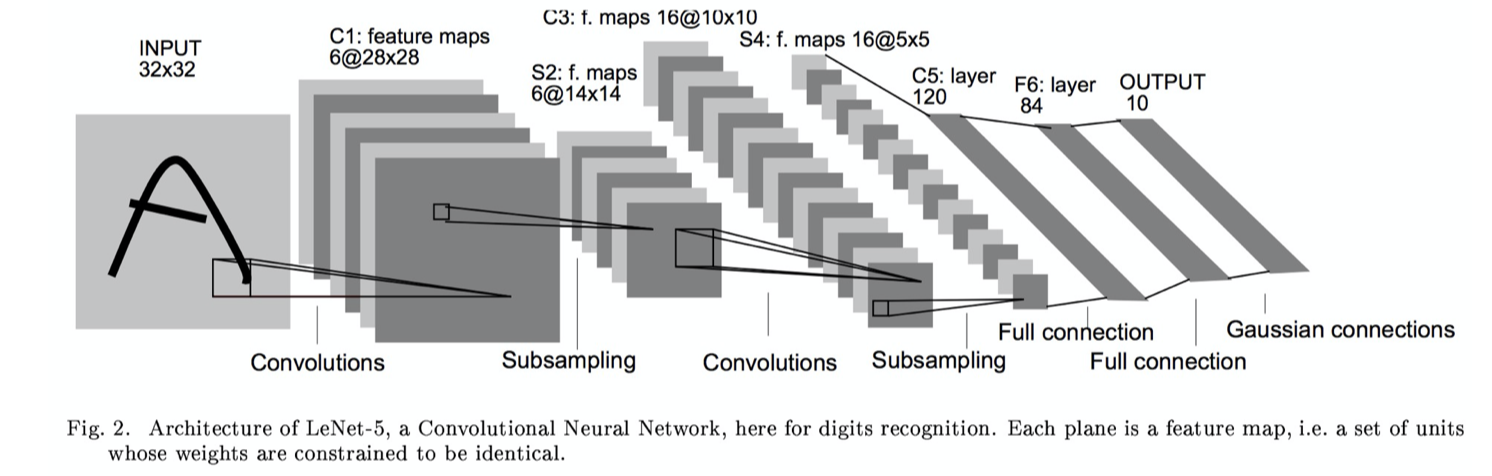 INPUT
32x32
C1: feature maps
6@28x28
S2: f. maps
6@14x14
C3: f. maps 16@10x10
S4: f. maps 16@5x5
C5: layer
120
F6: layer
84
OUTPUT
10
Convolutions
Subsampling
Convolutions
Subsampling
Full connection
Full connection
Gaussian connections
Fig. 2. Architecture of LeNet-5, a Convolutional Neural Network, here for digits recognition. Each plane is a feature map, i.e. a set of units
whose weights are constrained to be identical.